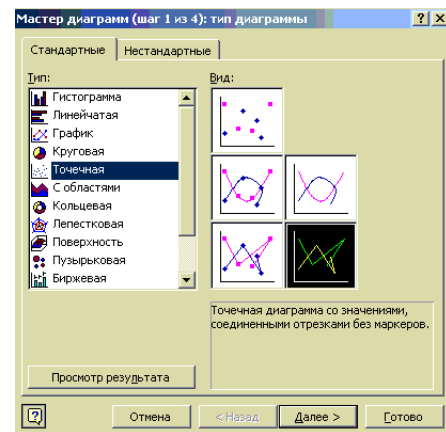 Мастер диаграмм (шаг 1 из 4): тип диаграммы
Стандартные Нестандартные
Тип:
Гистограмма
Линейчатая
График
Круговая
Точечная
С областями
Кольцевая
Лепестковая
Поверхность
Пузырьковая
Биржевая
Вид:
Точечная диаграмма со значениями,
соединенными отрезками без маркеров.
Просмотр результата
Отмена < Назад Далее > Готово